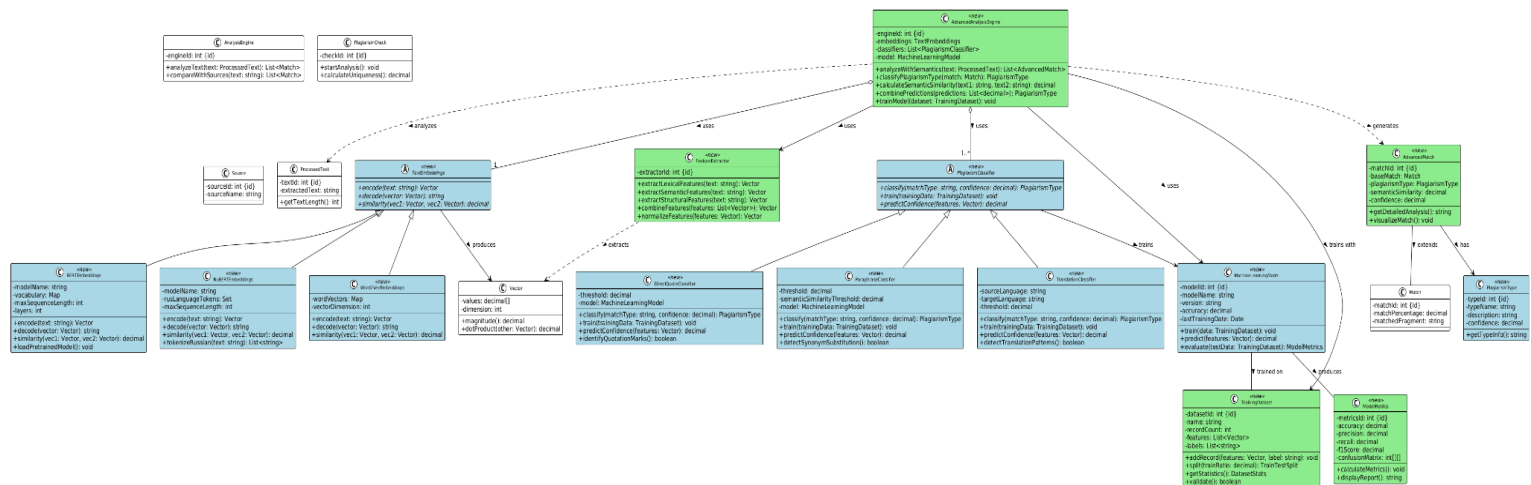 «new»
AdvancedAnalysisEngine
-engineId: int {id}
-embeddings: TextEmbeddings
-classifiers: List<PlagiarismClassifier>
-model: MachineLearningModel
+analyzeWithSemantics(text: ProcessedText): List<AdvancedMatch>
+classifyPlagiarismType(match: Match): PlagiarismType
+calculateSemanticSimilarity(text1: string, text2: string): decimal
+combinePredictions(predictions: List<decimal>): PlagiarismType
+trainModel(dataset: TrainingDataset): void
AnalysisEngine
-engineId: int {id}
+analyzeText(text: ProcessedText): List<Match>
+compareWithSources(text: string): List<Match>
PlagiarismCheck
-checkId: int {id}
+startAnalysis(): void
+calculateUniqueness(): decimal
analyzes
uses
uses
uses
uses
generates
trains with
1
1..*
Source
-sourceId: int {id}
-sourceName: string
ProcessedText
-textId: int {id}
-extractedText: string
+getTextLength(): int
«new»
TextEmbeddings
+encode(text: string): Vector
+decode(vector: Vector): string
+similarity(vec1: Vector, vec2: Vector): decimal
«new»
FeatureExtractor
-extractorId: int {id}
+extractLexicalFeatures(text: string): Vector
+extractSemanticFeatures(text: string): Vector
+extractStructuralFeatures(text: string): Vector
+combineFeatures(features: List<Vector>): Vector
+normalizeFeatures(features: Vector): Vector
«new»
PlagiarismClassifier
+classify(matchType: string, confidence: decimal): PlagiarismType
+train(trainingData: TrainingDataset): void
+predictConfidence(features: Vector): decimal
«new»
AdvancedMatch
-matchId: int {id}
-baseMatch: Match
-plagiarismType: PlagiarismType
-semanticSimilarity: decimal
-confidence: decimal
+getDetailedAnalysis(): string
+visualizeMatch(): void
produces
extracts
trains
extends
has
«new»
BERTEmbeddings
-modelName: string
-vocabulary: Map
-maxSequenceLength: int
-layers: int
+encode(text: string): Vector
+decode(vector: Vector): string
+similarity(vec1: Vector, vec2: Vector): decimal
+loadPretrainedModel(): void
«new»
RuBERTEmbeddings
-modelName: string
-rusLanguageTokens: Set
-maxSequenceLength: int
+encode(text: string): Vector
+decode(vector: Vector): string
+similarity(vec1: Vector, vec2: Vector): decimal
+tokenizeRussian(text: string): List<string>
«new»
Word2VecEmbeddings
-wordVectors: Map
-vectorDimension: int
+encode(text: string): Vector
+decode(vector: Vector): string
+similarity(vec1: Vector, vec2: Vector): decimal
Vector
-values: decimal[]
-dimension: int
+magnitude(): decimal
+dotProduct(other: Vector): decimal
«new»
DirectQuoteClassifier
-threshold: decimal
-model: MachineLearningModel
+classify(matchType: string, confidence: decimal): PlagiarismType
+train(trainingData: TrainingDataset): void
+predictConfidence(features: Vector): decimal
+identifyQuotationMarks(): boolean
«new»
ParaphraseClassifier
-threshold: decimal
-semanticSimilarityThreshold: decimal
-model: MachineLearningModel
+classify(matchType: string, confidence: decimal): PlagiarismType
+train(trainingData: TrainingDataset): void
+predictConfidence(features: Vector): decimal
+detectSynonymSubstitution(): boolean
«new»
TranslationClassifier
-sourceLanguage: string
-targetLanguage: string
-threshold: decimal
+classify(matchType: string, confidence: decimal): PlagiarismType
+train(trainingData: TrainingDataset): void
+predictConfidence(features: Vector): decimal
+detectTranslationPatterns(): boolean
«new»
MachineLearningModel
-modelId: int {id}
-modelName: string
-version: string
-accuracy: decimal
-lastTrainingDate: Date
+train(data: TrainingDataset): void
+predict(features: Vector): decimal
+evaluate(testData: TrainingDataset): ModelMetrics
Match
-matchId: int {id}
-matchPercentage: decimal
-matchedFragment: string
«new»
PlagiarismType
-typeId: int {id}
-typeName: string
-description: string
-confidence: decimal
+getTypeInfo(): string
trained on
produces
«new»
TrainingDataset
-datasetId: int {id}
-name: string
-recordCount: int
-features: List<Vector>
-labels: List<string>
+addRecord(features: Vector, label: string): void
+split(trainRatio: decimal): TrainTestSplit
+getStatistics(): DatasetStats
+validate(): boolean
«new»
ModelMetrics
-metricsId: int {id}
-accuracy: decimal
-precision: decimal
-recall: decimal
-f1Score: decimal
-confusionMatrix: int[][]
+calculateMetrics(): void
+displayReport(): string